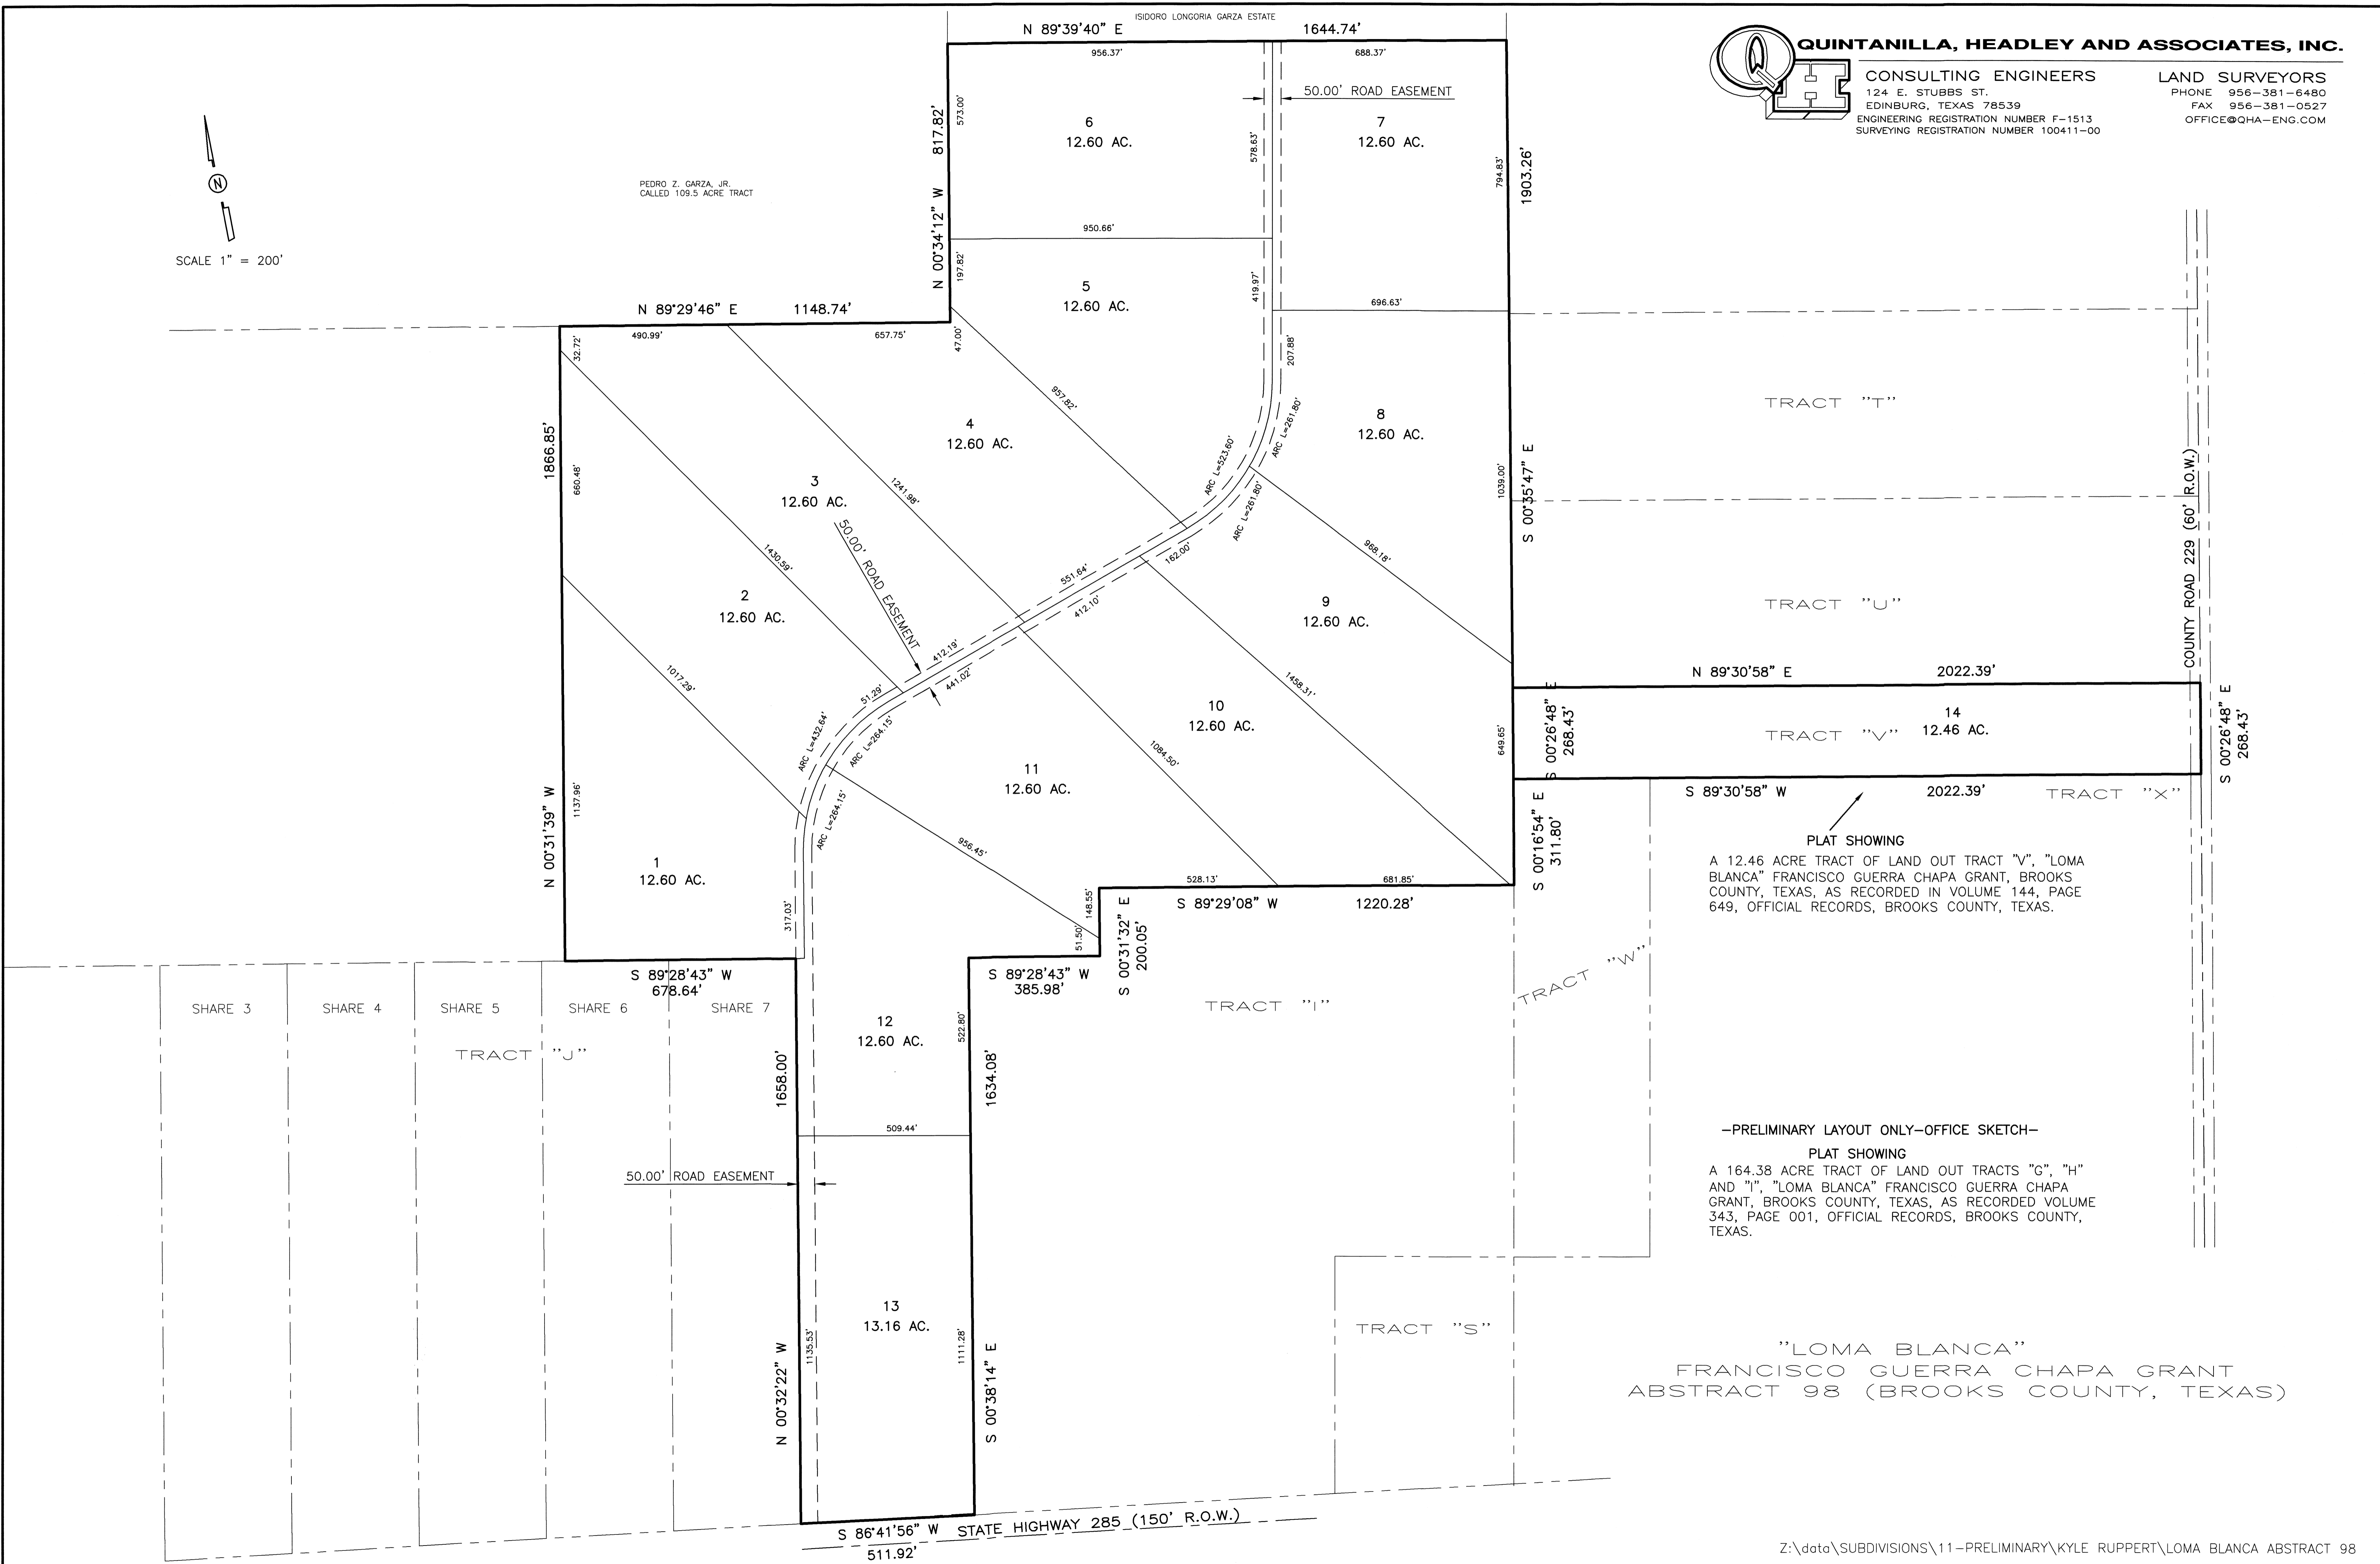 ISIDORO LONGORIA GARZA ESTATE
N 89°39'40" E 1644.74'
956.37' 688.37'
QUINTANILLA, HEADLEY AND ASSOCIATES, INC.
QH
CONSULTING ENGINEERS
124 E. STUBBS ST.
EDINBURG, TEXAS 78539
ENGINEERING REGISTRATION NUMBER F-1513
SURVEYING REGISTRATION NUMBER 100411-00
LAND SURVEYORS
PHONE 956-381-6480
FAX 956-381-0527
OFFICE@QHA-ENG.COM
N
SCALE 1" = 200'
PEDRO Z. GARZA, JR.
CALLED 109.5 ACRE TRACT
N 00°34'12" W 817.82'
573.00'
6
12.60 AC.
578.63'
50.00' ROAD EASEMENT
7
12.60 AC.
794.83'
1903.26'
950.66'
197.82'
5
12.60 AC.
419.97'
696.63'
N 89°29'46" E 1148.74'
490.99' 657.75'
47.00'
32.72'
207.88'
957.82'
ARC L=261.80'
ARC L=523.60'
ARC L=261.80'
8
12.60 AC.
1039.00'
S 00°35'47" E
TRACT "T"
4
12.60 AC.
1866.85'
660.48'
3
12.60 AC.
1241.98'
50.00' ROAD EASEMENT
1430.59'
2
12.60 AC.
551.64'
162.00'
412.10'
968.18'
9
12.60 AC.
TRACT "U"
COUNTY ROAD 229 (60' R.O.W.)
412.19'
441.02'
51.29'
1017.29'
ARC L=432.64'
ARC L=264.15'
ARC L=264.15'
1458.31'
10
12.60 AC.
1084.50'
649.65'
N 89°30'58" E 2022.39'
S 00°26'48" E
268.43'
14
12.46 AC.
TRACT "V"
S 00°26'48" E
268.43'
S 89°30'58" W 2022.39'
TRACT "X"
11
12.60 AC.
956.45'
1137.96'
N 00°31'39" W
1
12.60 AC.
317.03'
S 00°16'54" E
311.80'
PLAT SHOWING
A 12.46 ACRE TRACT OF LAND OUT TRACT "V", "LOMA
BLANCA" FRANCISCO GUERRA CHAPA GRANT, BROOKS
COUNTY, TEXAS, AS RECORDED IN VOLUME 144, PAGE
649, OFFICIAL RECORDS, BROOKS COUNTY, TEXAS.
528.13' 681.85'
S 89°29'08" W 1220.28'
148.55'
51.50'
S 00°31'32" E
200.05'
S 89°28'43" W
678.64'
S 89°28'43" W
385.98'
TRACT "W"
SHARE 3
SHARE 4
SHARE 5
SHARE 6
SHARE 7
TRACT "J"
TRACT "I"
12
12.60 AC.
522.80'
1658.00'
1634.08'
509.44'
50.00' ROAD EASEMENT
-PRELIMINARY LAYOUT ONLY-OFFICE SKETCH-
PLAT SHOWING
A 164.38 ACRE TRACT OF LAND OUT TRACTS "G", "H"
AND "I", "LOMA BLANCA" FRANCISCO GUERRA CHAPA
GRANT, BROOKS COUNTY, TEXAS, AS RECORDED VOLUME
343, PAGE 001, OFFICIAL RECORDS, BROOKS COUNTY,
TEXAS.
13
13.16 AC.
1135.53'
1111.28'
N 00°32'22" W
S 00°38'14" E
TRACT "S"
"LOMA BLANCA"
FRANCISCO GUERRA CHAPA GRANT
ABSTRACT 98 (BROOKS COUNTY, TEXAS)
S 86°41'56" W STATE HIGHWAY 285 (150' R.O.W.)
511.92'
Z:\data\SUBDIVISIONS\11-PRELIMINARY\KYLE RUPPERT\LOMA BLANCA ABSTRACT 98